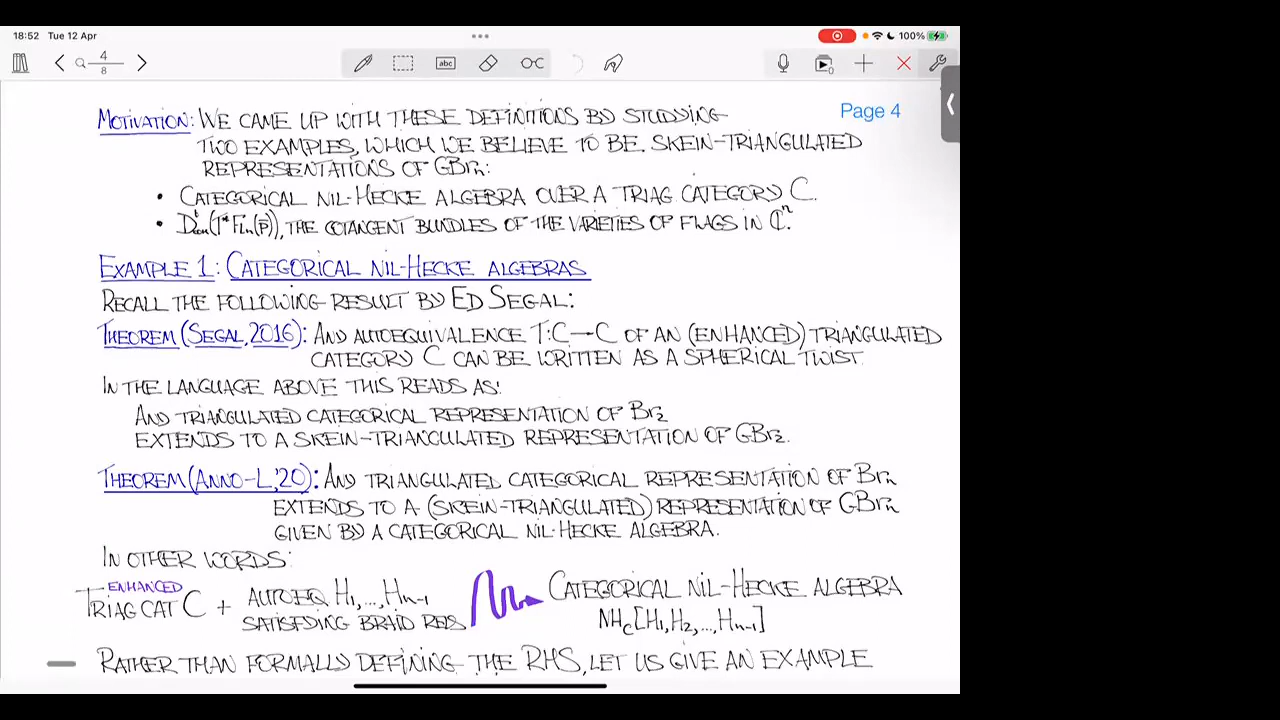 18:52 Tue 12 Apr
100%
4
8
abc
0
Page 4
MOTIVATION: WE CAME UP WITH THESE DEFINITIONS BY STUDYING
TWO EXAMPLES, WHICH WE BELIEVE TO BE SKEIN-TRIANGULATED
REPRESENTATIONS OF GBrₙ:
• CATEGORICAL NIL-HECKE ALGEBRA OVER A TRIAG CATEGORY C.
• THE COTANGENT BUNDLES OF THE VARIETIES OF FLAGS IN ℂⁿ.
EXAMPLE 1: CATEGORICAL NIL-HECKE ALGEBRAS
RECALL THE FOLLOWING RESULT BY ED SEGAL:
THEOREM (SEGAL, 2016): ANY AUTOEQUIVALENCE T:C→C OF AN (ENHANCED) TRIANGULATED
CATEGORY C CAN BE WRITTEN AS A SPHERICAL TWIST.
IN THE LANGUAGE ABOVE THIS READS AS:
ANY TRIANGULATED CATEGORICAL REPRESENTATION OF Br₂
EXTENDS TO A SKEIN-TRIANGULATED REPRESENTATION OF GBr₂.
THEOREM (ANNO-L,'20): ANY TRIANGULATED CATEGORICAL REPRESENTATION OF Brₙ
EXTENDS TO A (SKEIN-TRIANGULATED) REPRESENTATION OF GBrₙ
GIVEN BY A CATEGORICAL NIL-HECKE ALGEBRA.
IN OTHER WORDS:
ENHANCED
TRIAG CAT C + AUTOEQ H₁,...,Hₙ₋₁ CATEGORICAL NIL-HECKE ALGEBRA
SATISFYING BRAID RELS NH_C[H₁,H₂,...,Hₙ₋₁]
RATHER THAN FORMALLY DEFINING THE RHS, LET US GIVE AN EXAMPLE